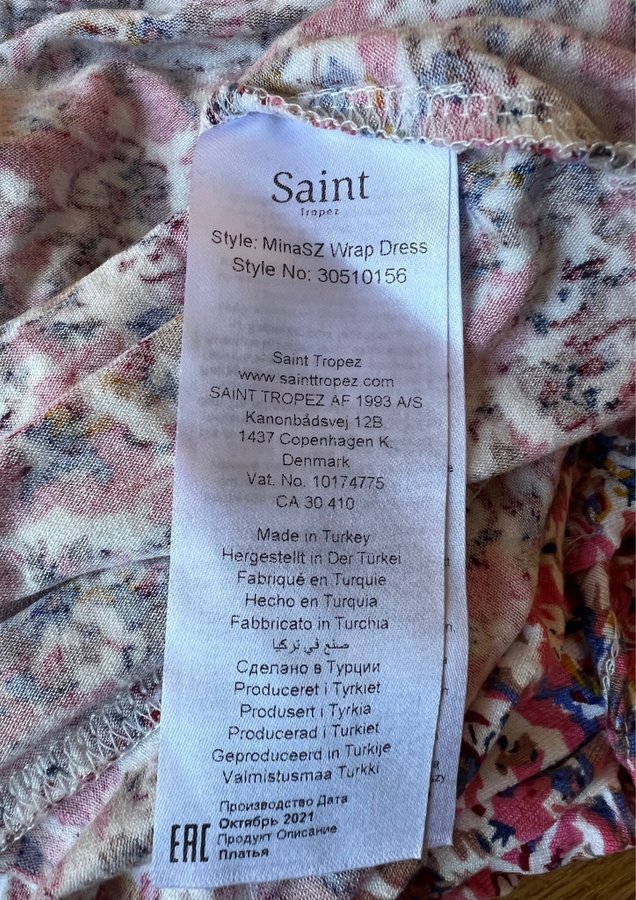 Saint
Tropez
Style: MinaSZ Wrap Dress
Style No: 30510156
Saint Tropez
www.sainttropez.com
SAINT TROPEZ AF 1993 A/S
Kanonbådsvej 12B
1437 Copenhagen K.
Denmark
Vat. No. 10174775
CA 30 410
Made in Turkey
Hergestellt in Der Türkei
Fabriqué en Turquie
Hecho en Turquia
Fabbricato in Turchia
صنع في تركيا
Сделано в Турции
Produceret i Tyrkiet
Produsert i Tyrkia
Producerad i Turkiet
Geproduceerd in Turkije
Valmistusmaa Turkki
Производство Дата
Октябрь 2021
EAC Продукт Описание
Платья